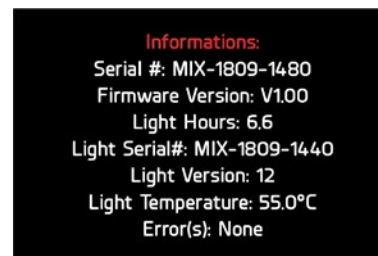 Informations:
Serial #: MIX-1809-1480
Firmware Version: V1.00
Light Hours: 6.6
Light Serial#: MIX-1809-1440
Light Version: 12
Light Temperature: 55.0°C
Error(s): None